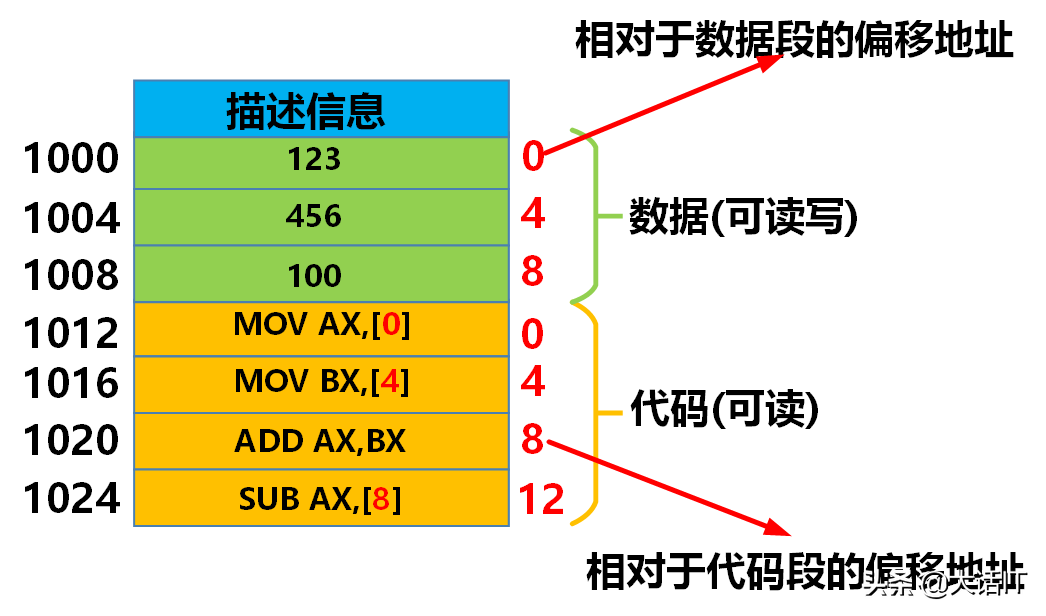 相对于数据段的偏移地址
描述信息
1000 123 0
1004 456 4
数据(可读写)
1008 100 8
1012 MOV AX,[0] 0
1016 MOV BX,[4] 4
代码(可读)
1020 ADD AX,BX 8
1024 SUB AX,[8] 12
相对于代码段的偏移地址
头条 @大话IT